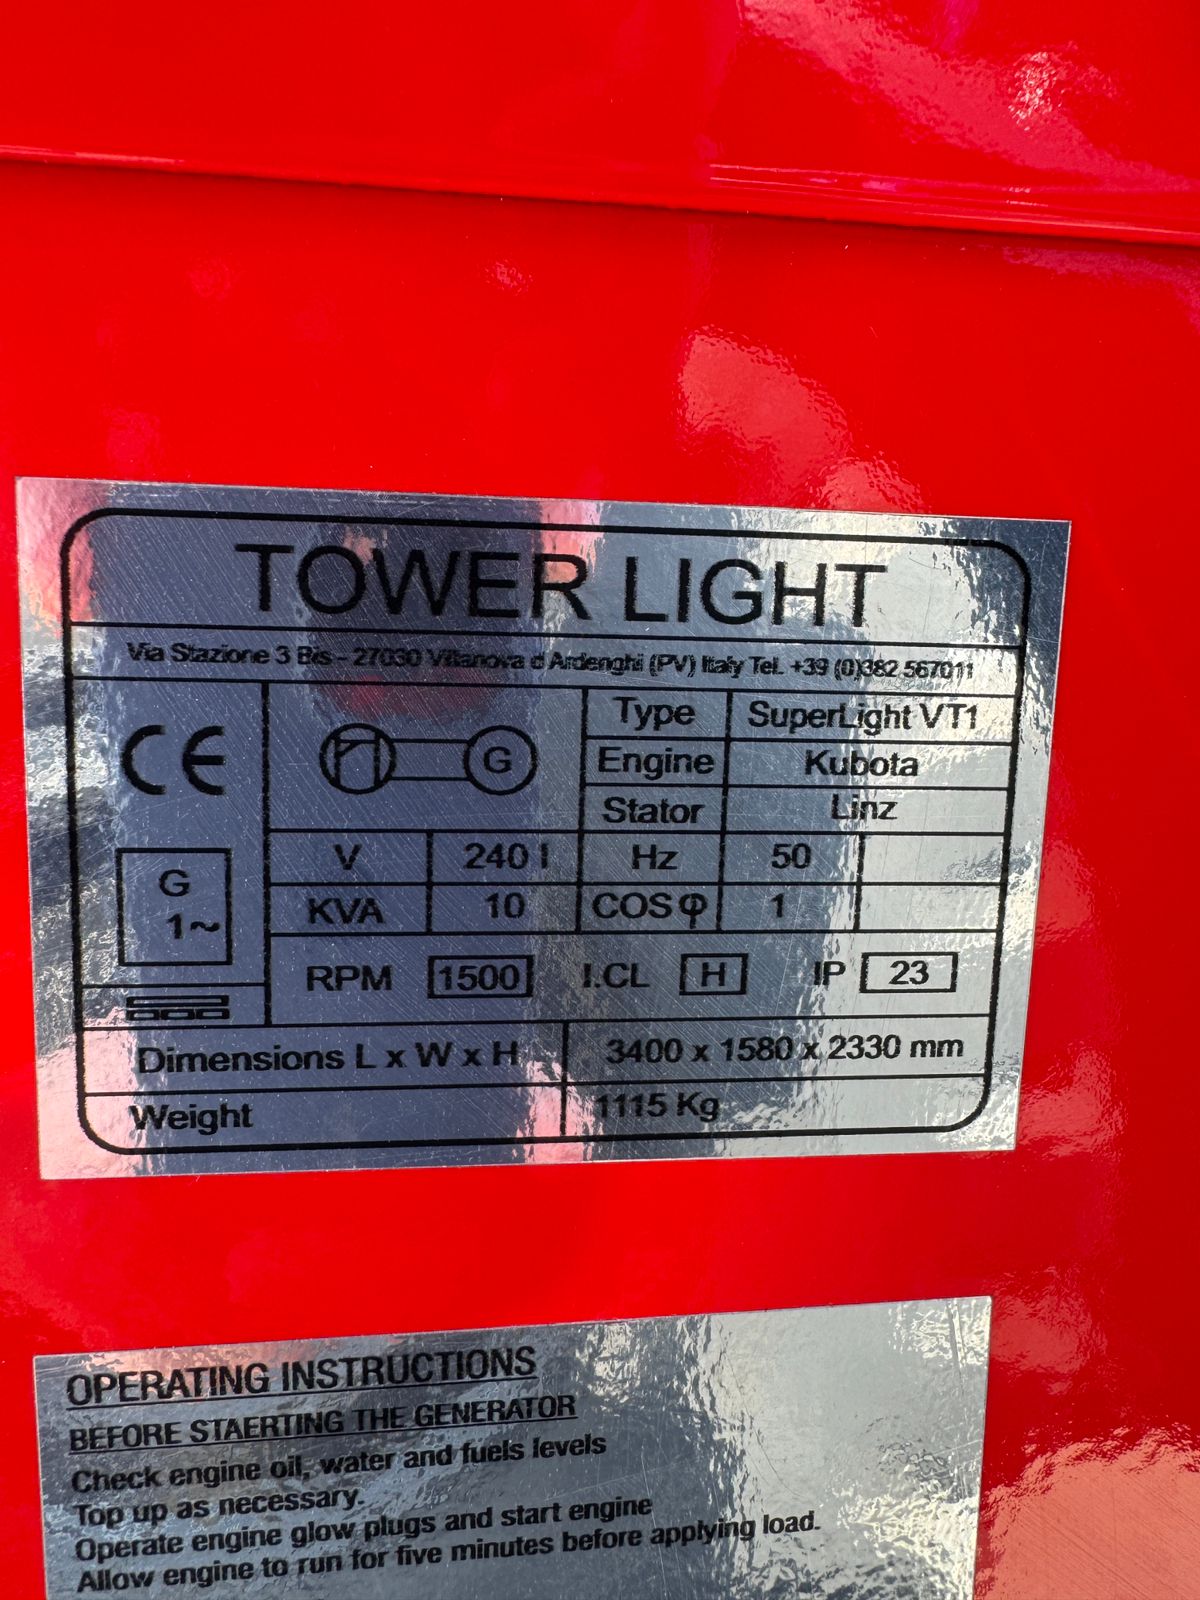 TOWER LIGHT
Via Stazione 3 Bis - 27030 Villanova d Ardenghi (PV) Italy Tel. +39 (0)382 567011
CE
G
Type SuperLight VT1
Engine Kubota
Stator Linz
V 240 I Hz 50
KVA 10 COS φ 1
G
1~
RPM 1500 I.CL H IP 23
Dimensions L x W x H 3400 x 1580 x 2330 mm
Weight 1115 Kg
OPERATING INSTRUCTIONS
BEFORE STAERTING THE GENERATOR
Check engine oil, water and fuels levels
Top up as necessary.
Operate engine glow plugs and start engine
Allow engine to run for five minutes before applying load.